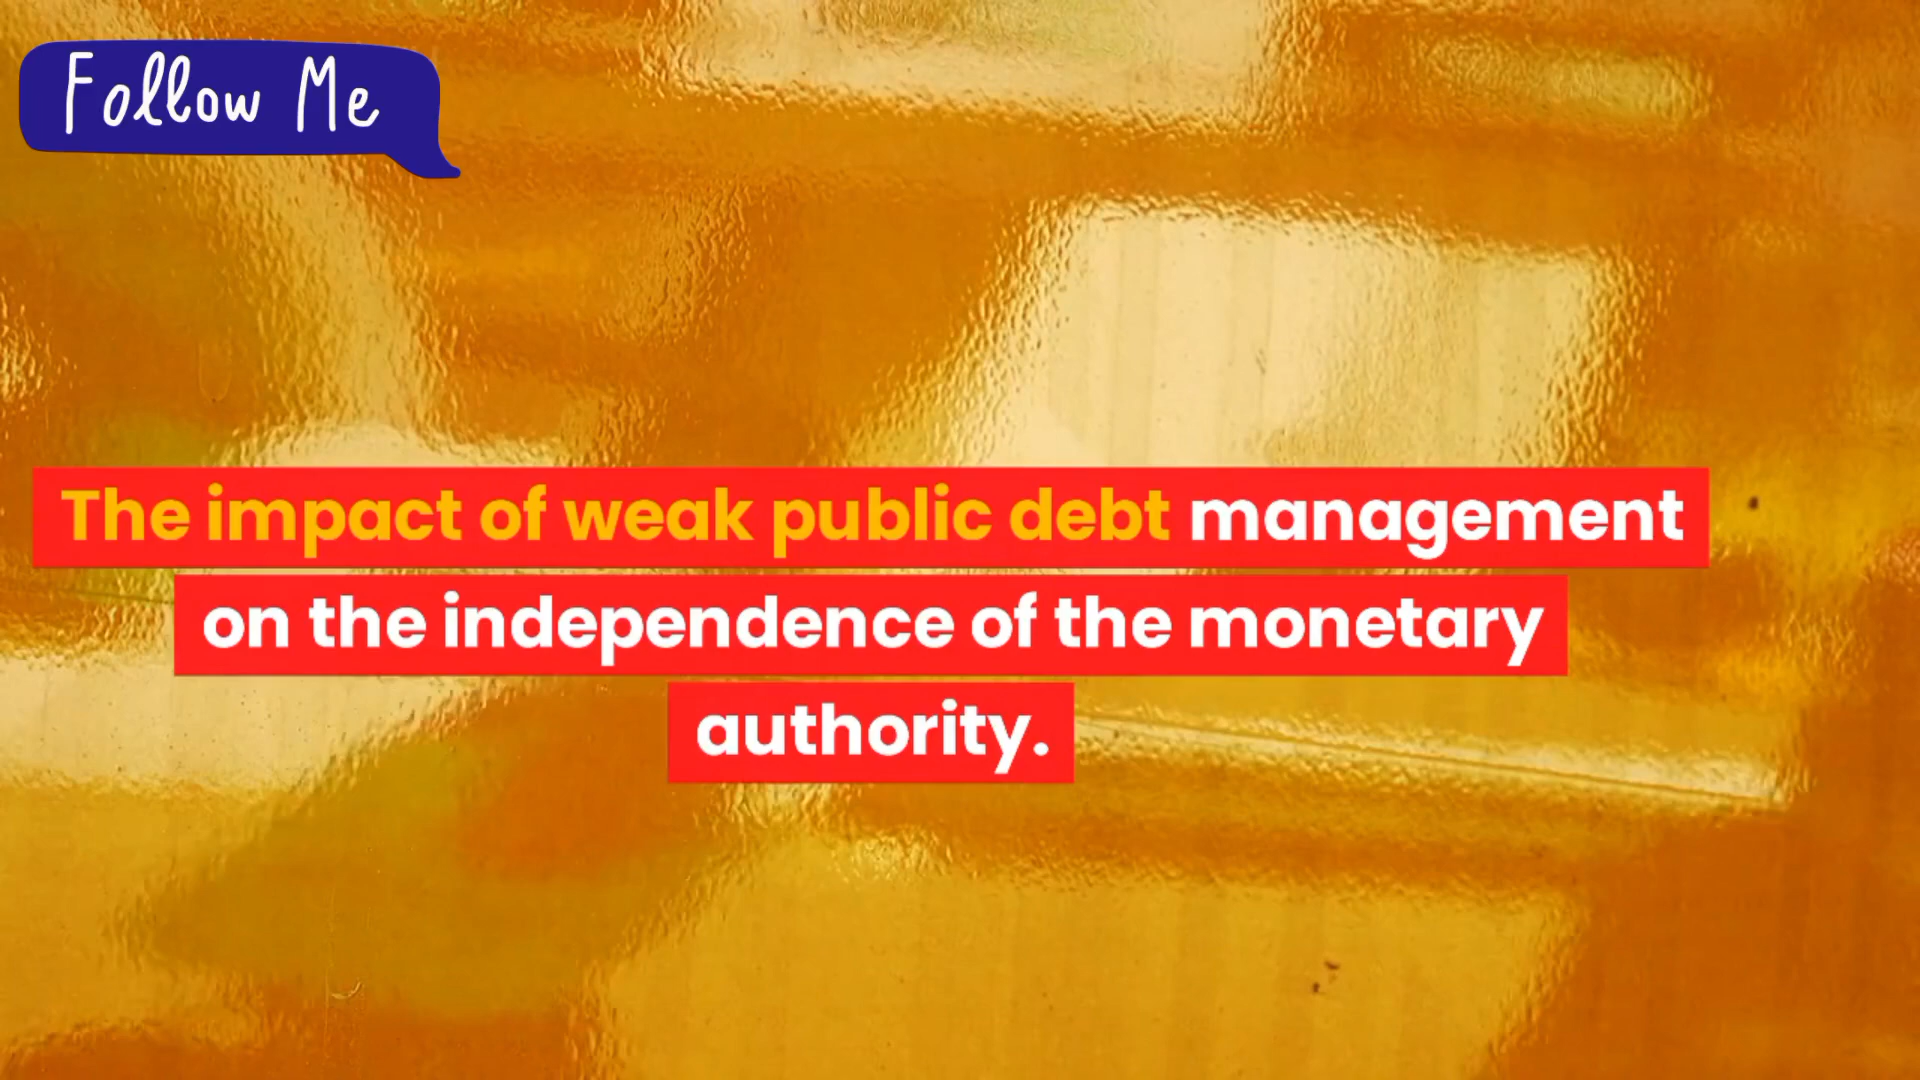 Follow Me
The impact of weak public debt management
on the independence of the monetary
authority.